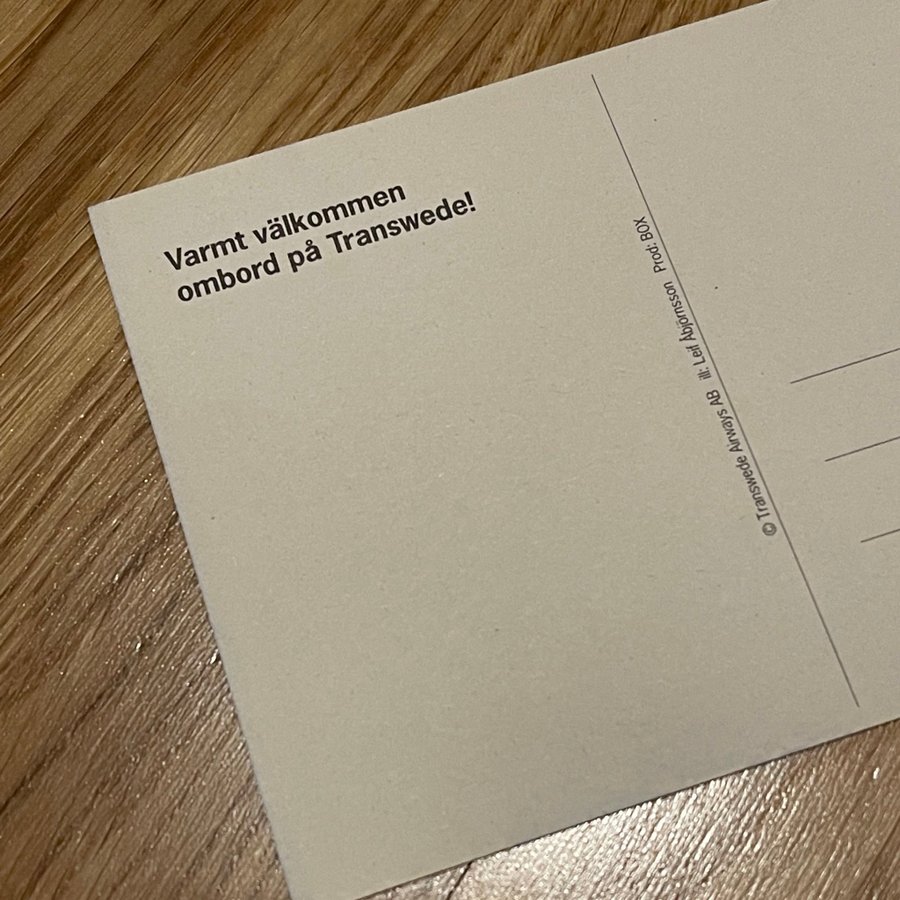 Varmt välkommen
ombord på Transwede!
© Transwede Airways AB ill: Leif Åbjörnsson Prod: BOX